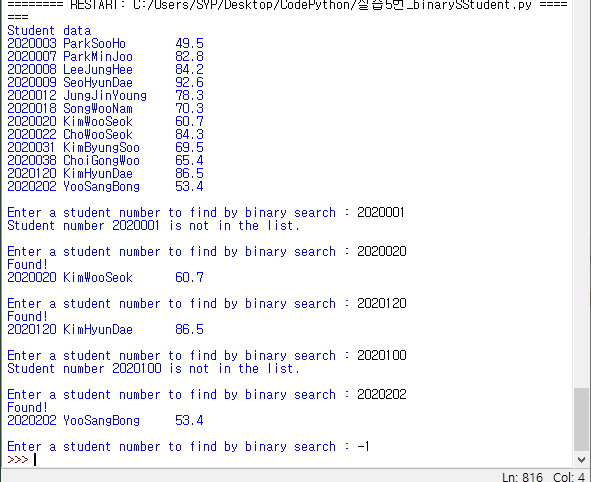 ======== RESTART: C:/Users/SYP/Desktop/CodePython/실습5번_binarySStudent.py ====
===
Student data
2020003 ParkSooHo 49.5
2020007 ParkMinJoo 82.8
2020008 LeeJungHee 84.2
2020009 SeoHyunDae 92.6
2020012 JungJinYoung 78.3
2020018 SongWooNam 70.3
2020020 KimWooSeok 60.7
2020022 ChoWooSeok 84.3
2020031 KimByungSoo 69.5
2020038 ChoiGongWoo 65.4
2020120 KimHyunDae 86.5
2020202 YooSangBong 53.4
Enter a student number to find by binary search : 2020001
Student number 2020001 is not in the list.
Enter a student number to find by binary search : 2020020
Found!
2020020 KimWooSeok 60.7
Enter a student number to find by binary search : 2020120
Found!
2020120 KimHyunDae 86.5
Enter a student number to find by binary search : 2020100
Student number 2020100 is not in the list.
Enter a student number to find by binary search : 2020202
Found!
2020202 YooSangBong 53.4
Enter a student number to find by binary search : -1
>>>
Ln: 816 Col: 4